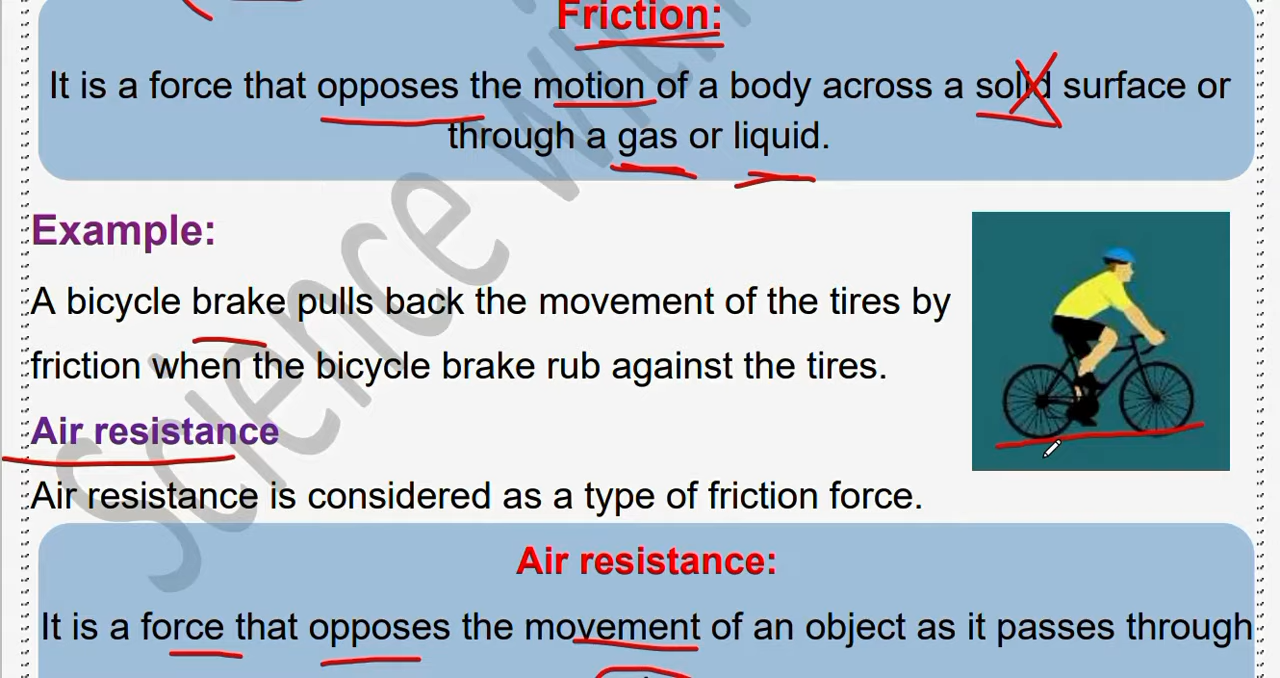 Friction:
It is a force that opposes the motion of a body across a solid surface or
through a gas or liquid.
Example:
A bicycle brake pulls back the movement of the tires by
friction when the bicycle brake rub against the tires.
Air resistance
Air resistance is considered as a type of friction force.
Air resistance:
It is a force that opposes the movement of an object as it passes through
Science with